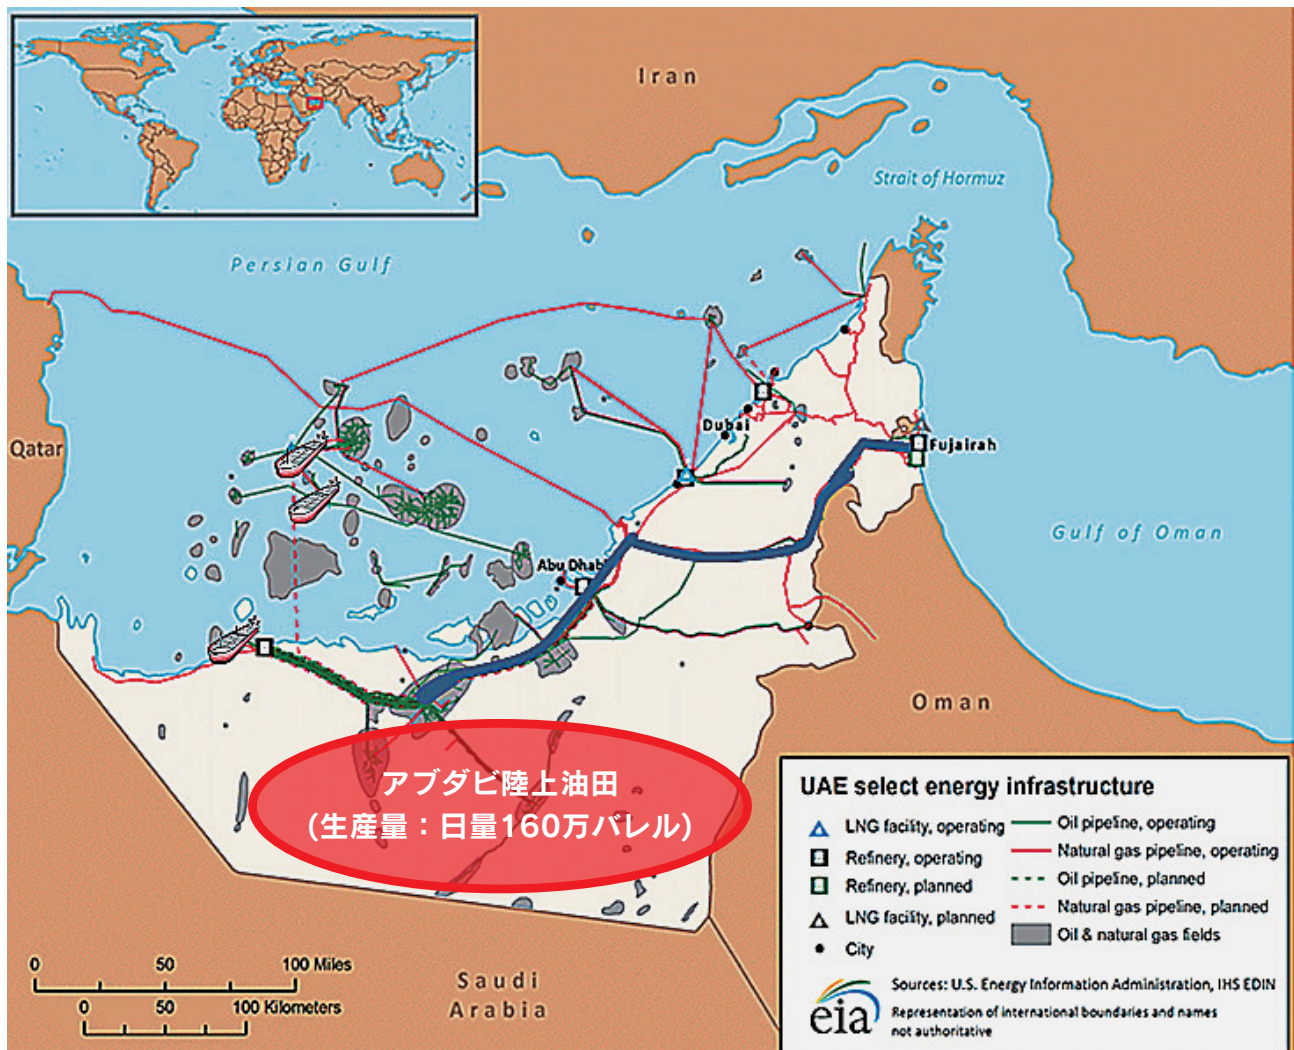 Iran
Strait of Hormuz
Persian Gulf
Qatar
Dubai
Fujairah
Gulf of Oman
Abu Dhabi
Oman
アブダビ陸上油田
(生産量：日量160万バレル)
Saudi
Arabia
0 50 100 Miles
0 50 100 Kilometers
UAE select energy infrastructure
LNG facility, operating
Refinery, operating
Refinery, planned
LNG facility, planned
City
Oil pipeline, operating
Natural gas pipeline, operating
Oil pipeline, planned
Natural gas pipeline, planned
Oil & natural gas fields
eia
Sources: U.S. Energy Information Administration, IHS EDIN
Representation of international boundaries and names
not authoritative